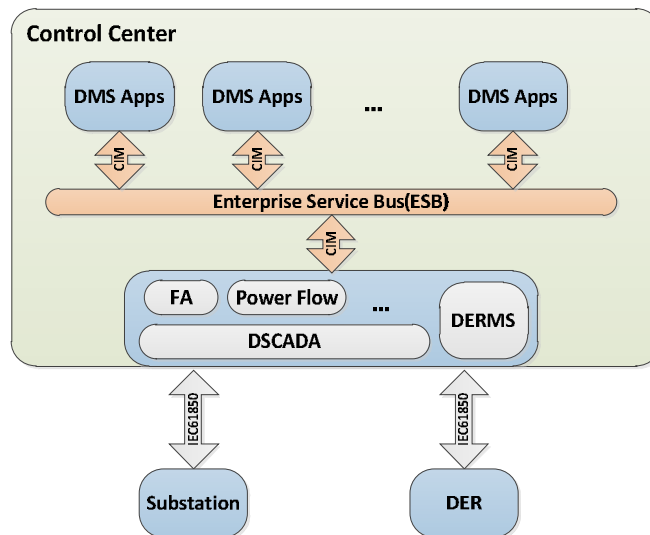 Control Center
DMS Apps
DMS Apps
...
DMS Apps
CIM
CIM
CIM
Enterprise Service Bus(ESB)
CIM
FA
Power Flow
...
DERMS
DSCADA
IEC61850
IEC61850
Substation
DER